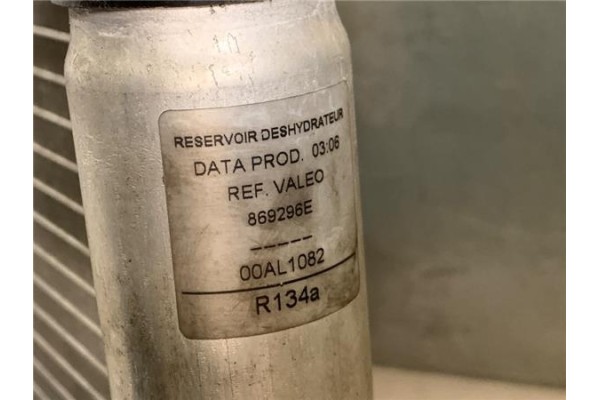 RESERVOIR DESHYDRATEUR
DATA PROD. 03:06
REF. VALEO
869296E
_ _ _ _ _
00AL1082
R134a